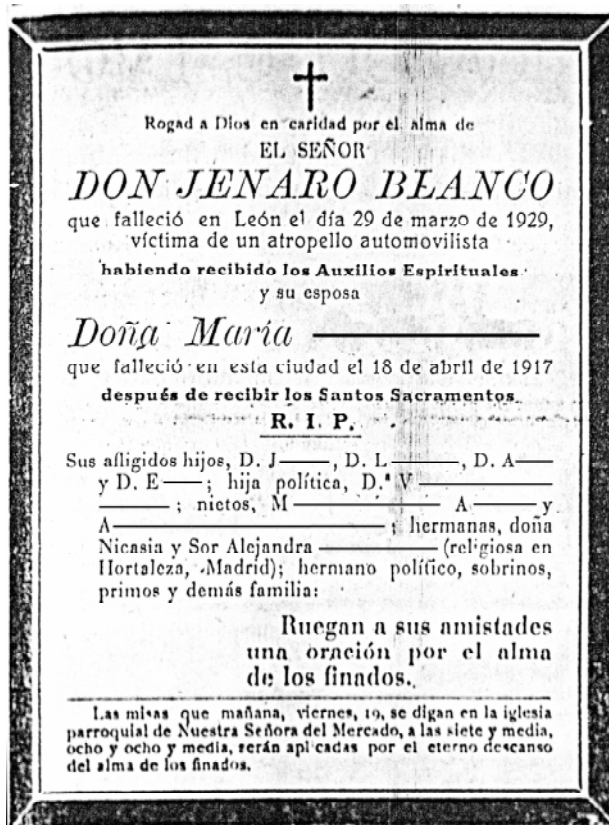 Rogad a Dios en caridad por el alma de
EL SEÑOR
DON JENARO BLANCO
que falleció en León el día 29 de marzo de 1929,
víctima de un atropello automovilista
habiendo recibido los Auxilios Espirituales
y su esposa
Doña María ————
que falleció en esta ciudad el 18 de abril de 1917
después de recibir los Santos Sacramentos.
R. I. P.
Sus afligidos hijos, D. J——, D. L——, D. A——
y D. E——; hija política, D.ª V————
———; nietos, M———— A—— y
A————————; hermanas, doña
Nicasia y Sor Alejandra ———— (religiosa en
Hortaleza, Madrid); hermano político, sobrinos,
primos y demás familia:
Ruegan a sus amistades
una oración por el alma
de los finados.
Las misas que mañana, viernes, 19, se digan en la iglesia
parroquial de Nuestra Señora del Mercado, a las siete y media,
ocho y ocho y media, serán aplicadas por el eterno descanso
del alma de los finados.